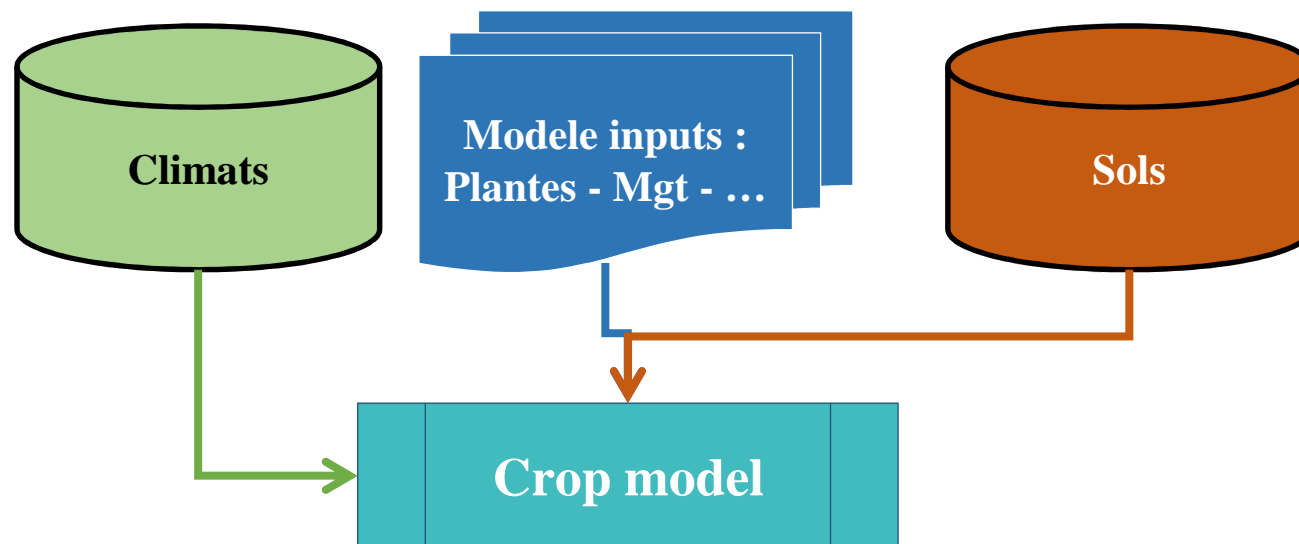 Climats
Modele inputs :
Plantes - Mgt - …
Sols
Crop model